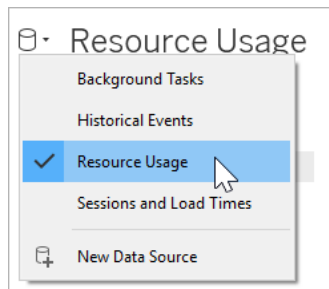 Resource Usage
Background Tasks
Historical Events
Resource Usage
Sessions and Load Times
New Data Source